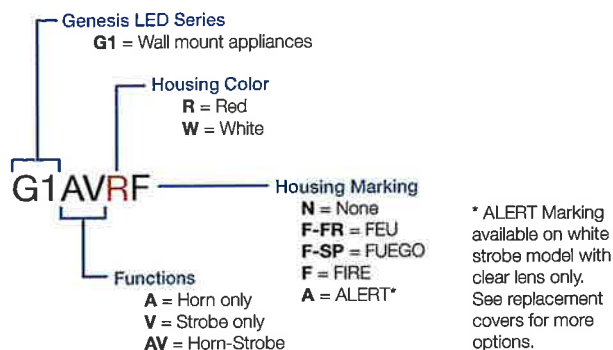 Genesis LED Series
G1 = Wall mount appliances
Housing Color
R = Red
W = White
G1AVRF
Housing Marking
N = None
F-FR = FEU
F-SP = FUEGO
F = FIRE
A = ALERT*
Functions
A = Horn only
V = Strobe only
AV = Horn-Strobe
* ALERT Marking
available on white
strobe model with
clear lens only.
See replacement
covers for more
options.